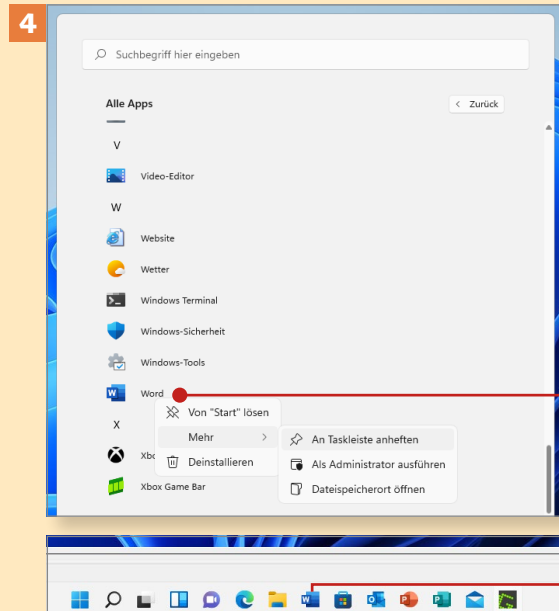 4
Suchbegriff hier eingeben
Alle Apps
Zurück
V
Video-Editor
W
Website
Wetter
Windows Terminal
Windows-Sicherheit
Windows-Tools
Word
Von "Start" lösen
X
Mehr
An Taskleiste anheften
Deinstallieren
Als Administrator ausführen
Dateispeicherort öffnen
Xbox Game Bar